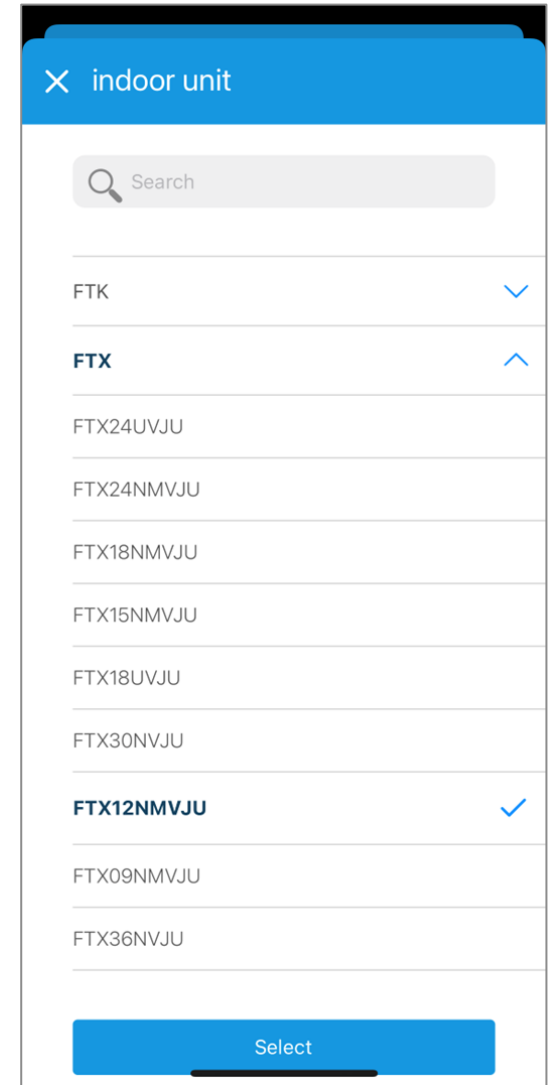 indoor unit
Search
FTK
FTX
FTX24UVJU
FTX24NMVJU
FTX18NMVJU
FTX15NMVJU
FTX18UVJU
FTX30NVJU
FTX12NMVJU
FTX09NMVJU
FTX36NVJU
Select